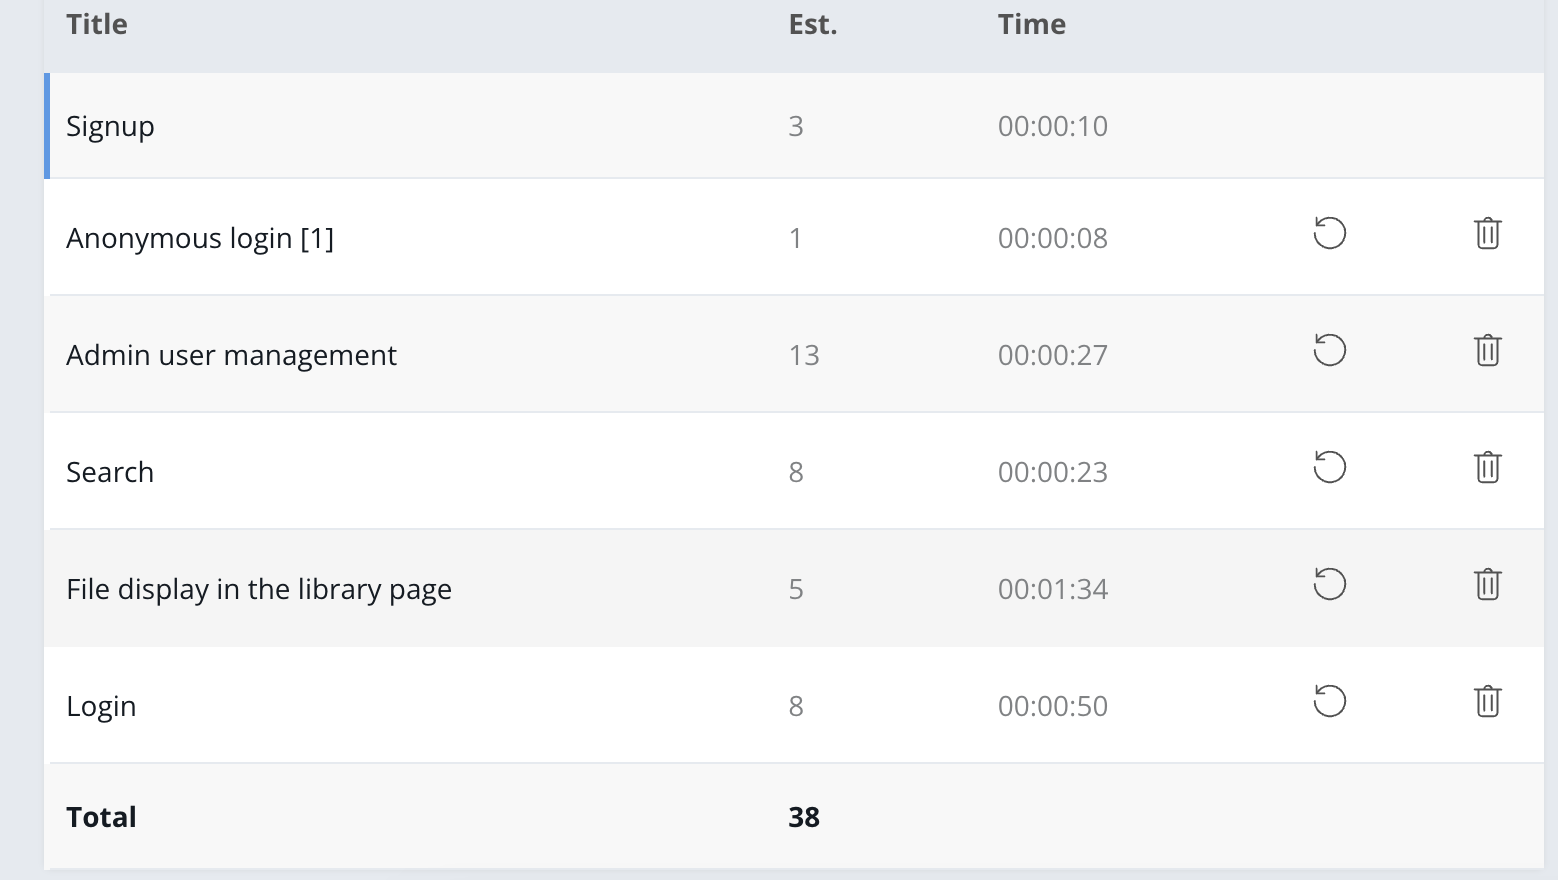 Title Est. Time
Signup 3 00:00:10
Anonymous login [1] 1 00:00:08
Admin user management 13 00:00:27
Search 8 00:00:23
File display in the library page 5 00:01:34
Login 8 00:00:50
Total 38